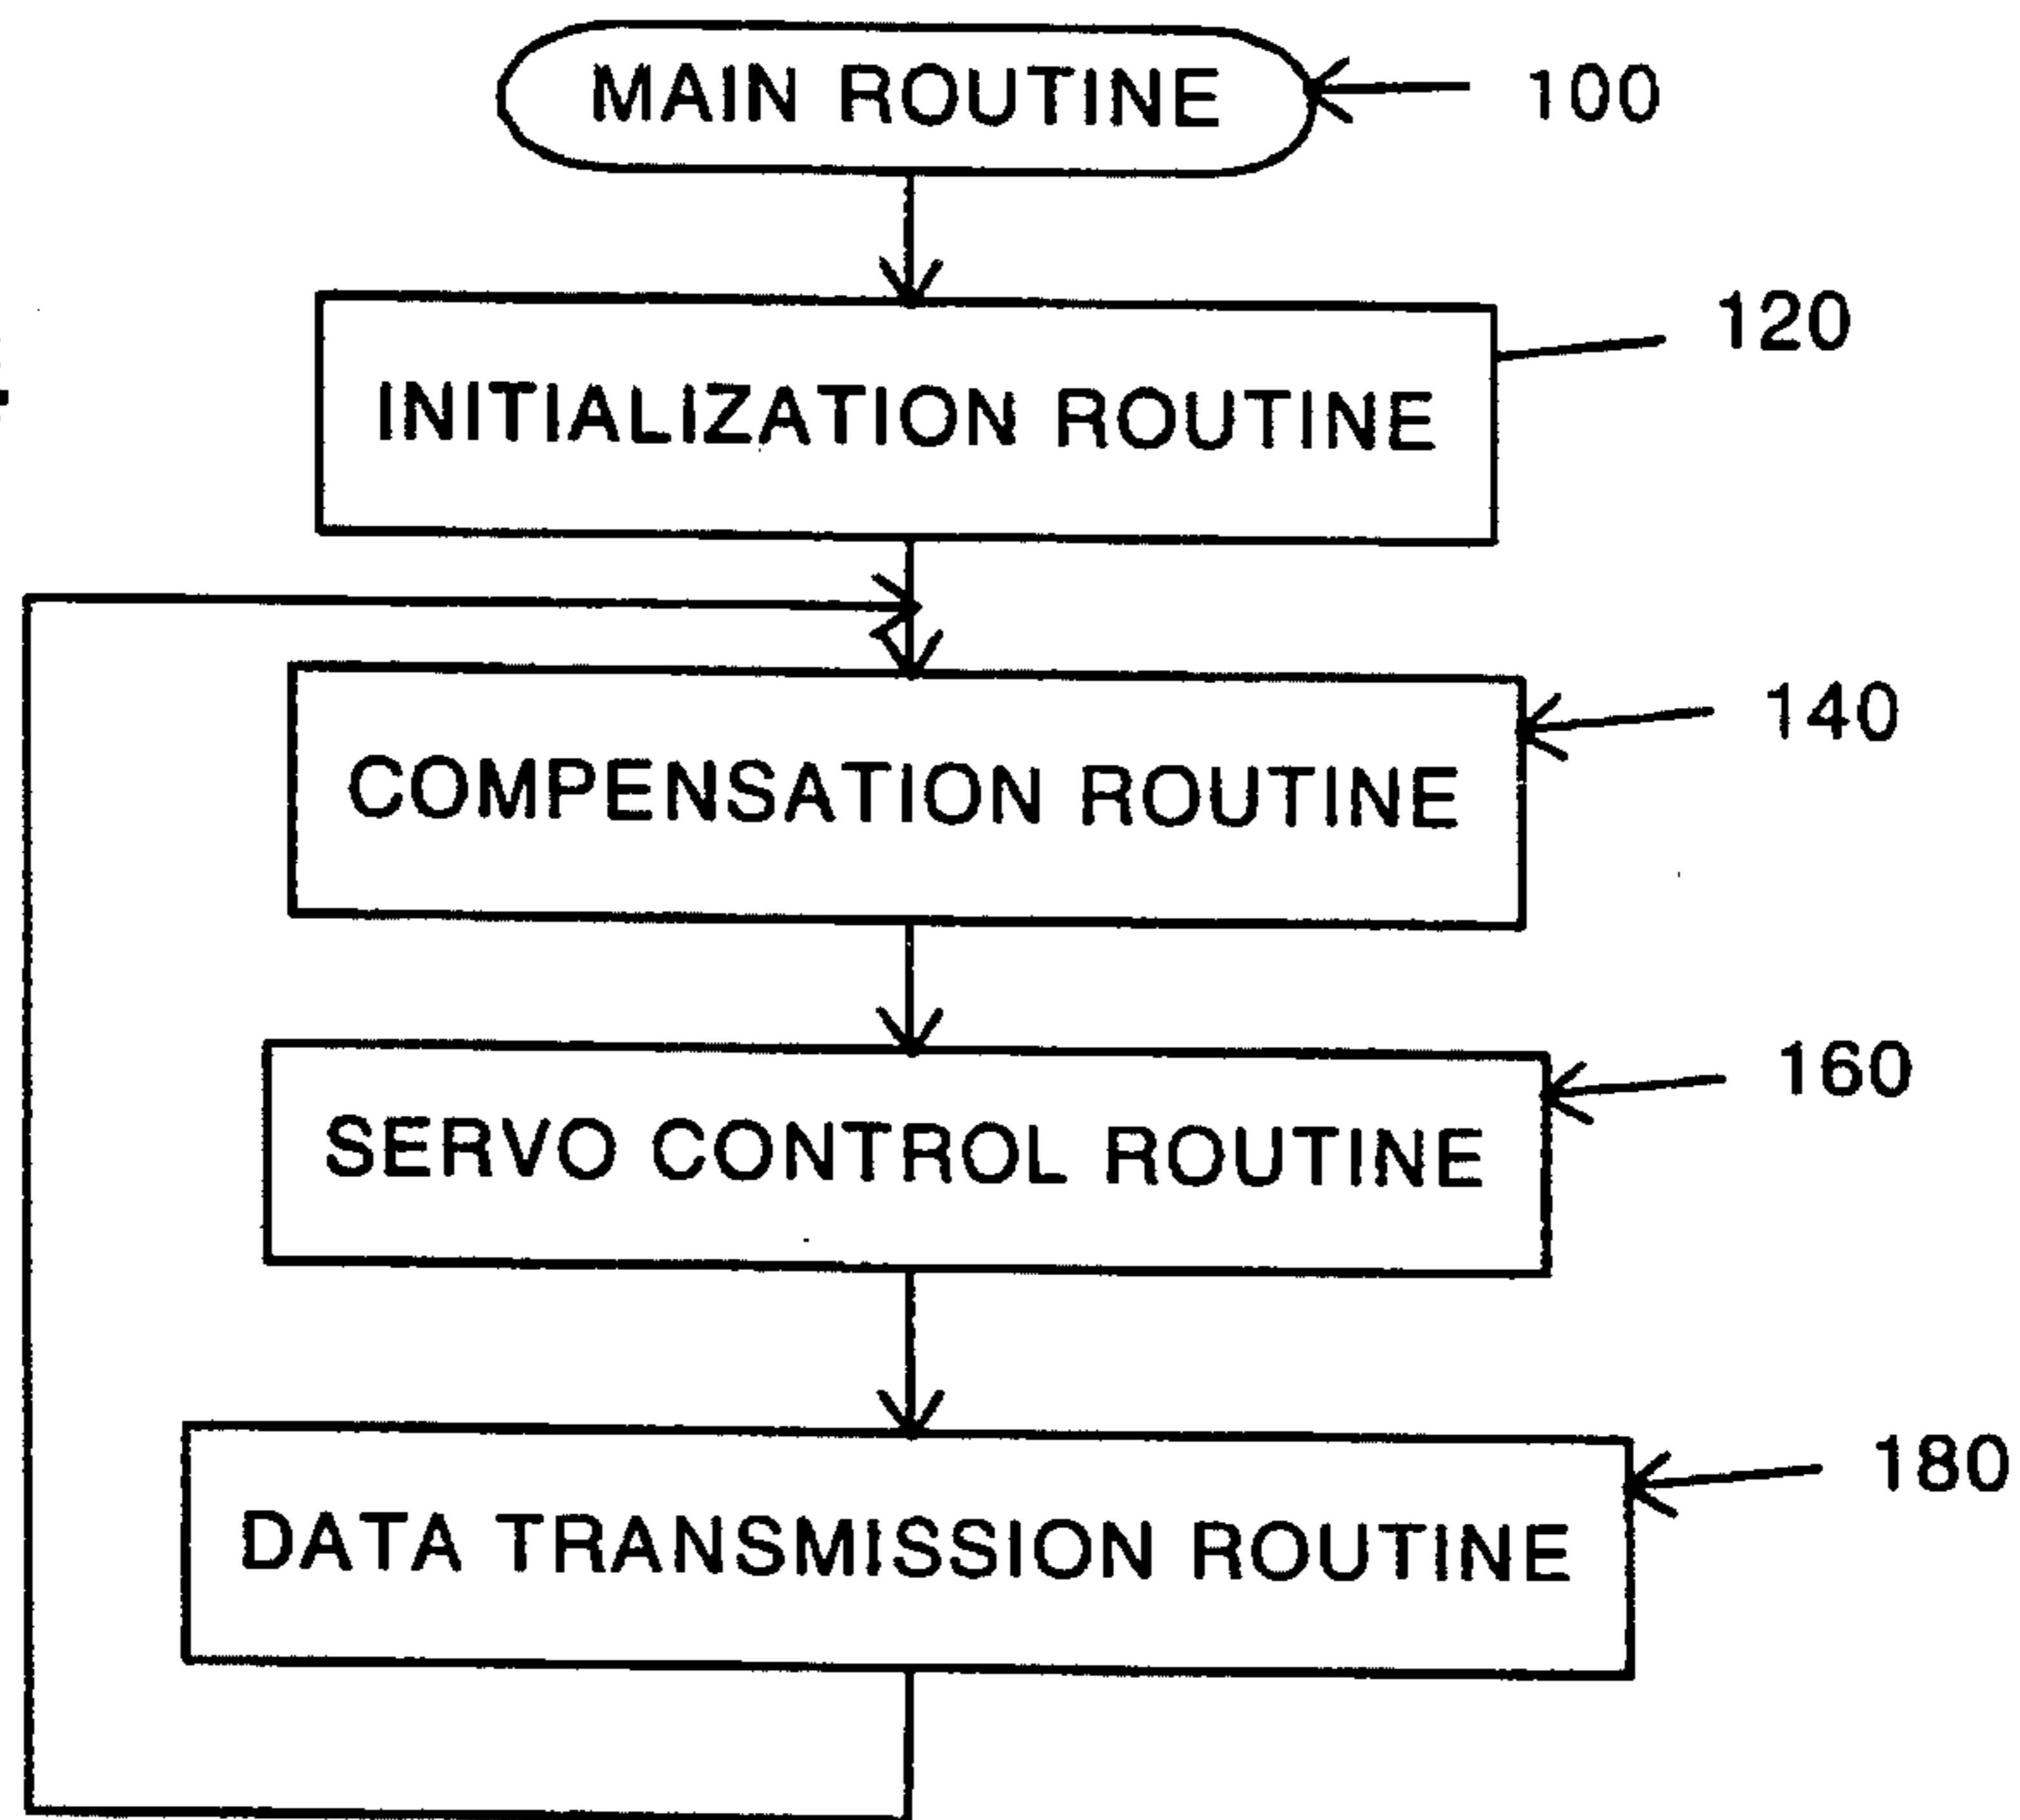 MAIN ROUTINE
100
INITIALIZATION ROUTINE
120
COMPENSATION ROUTINE
140
SERVO CONTROL ROUTINE
160
DATA TRANSMISSION ROUTINE
180